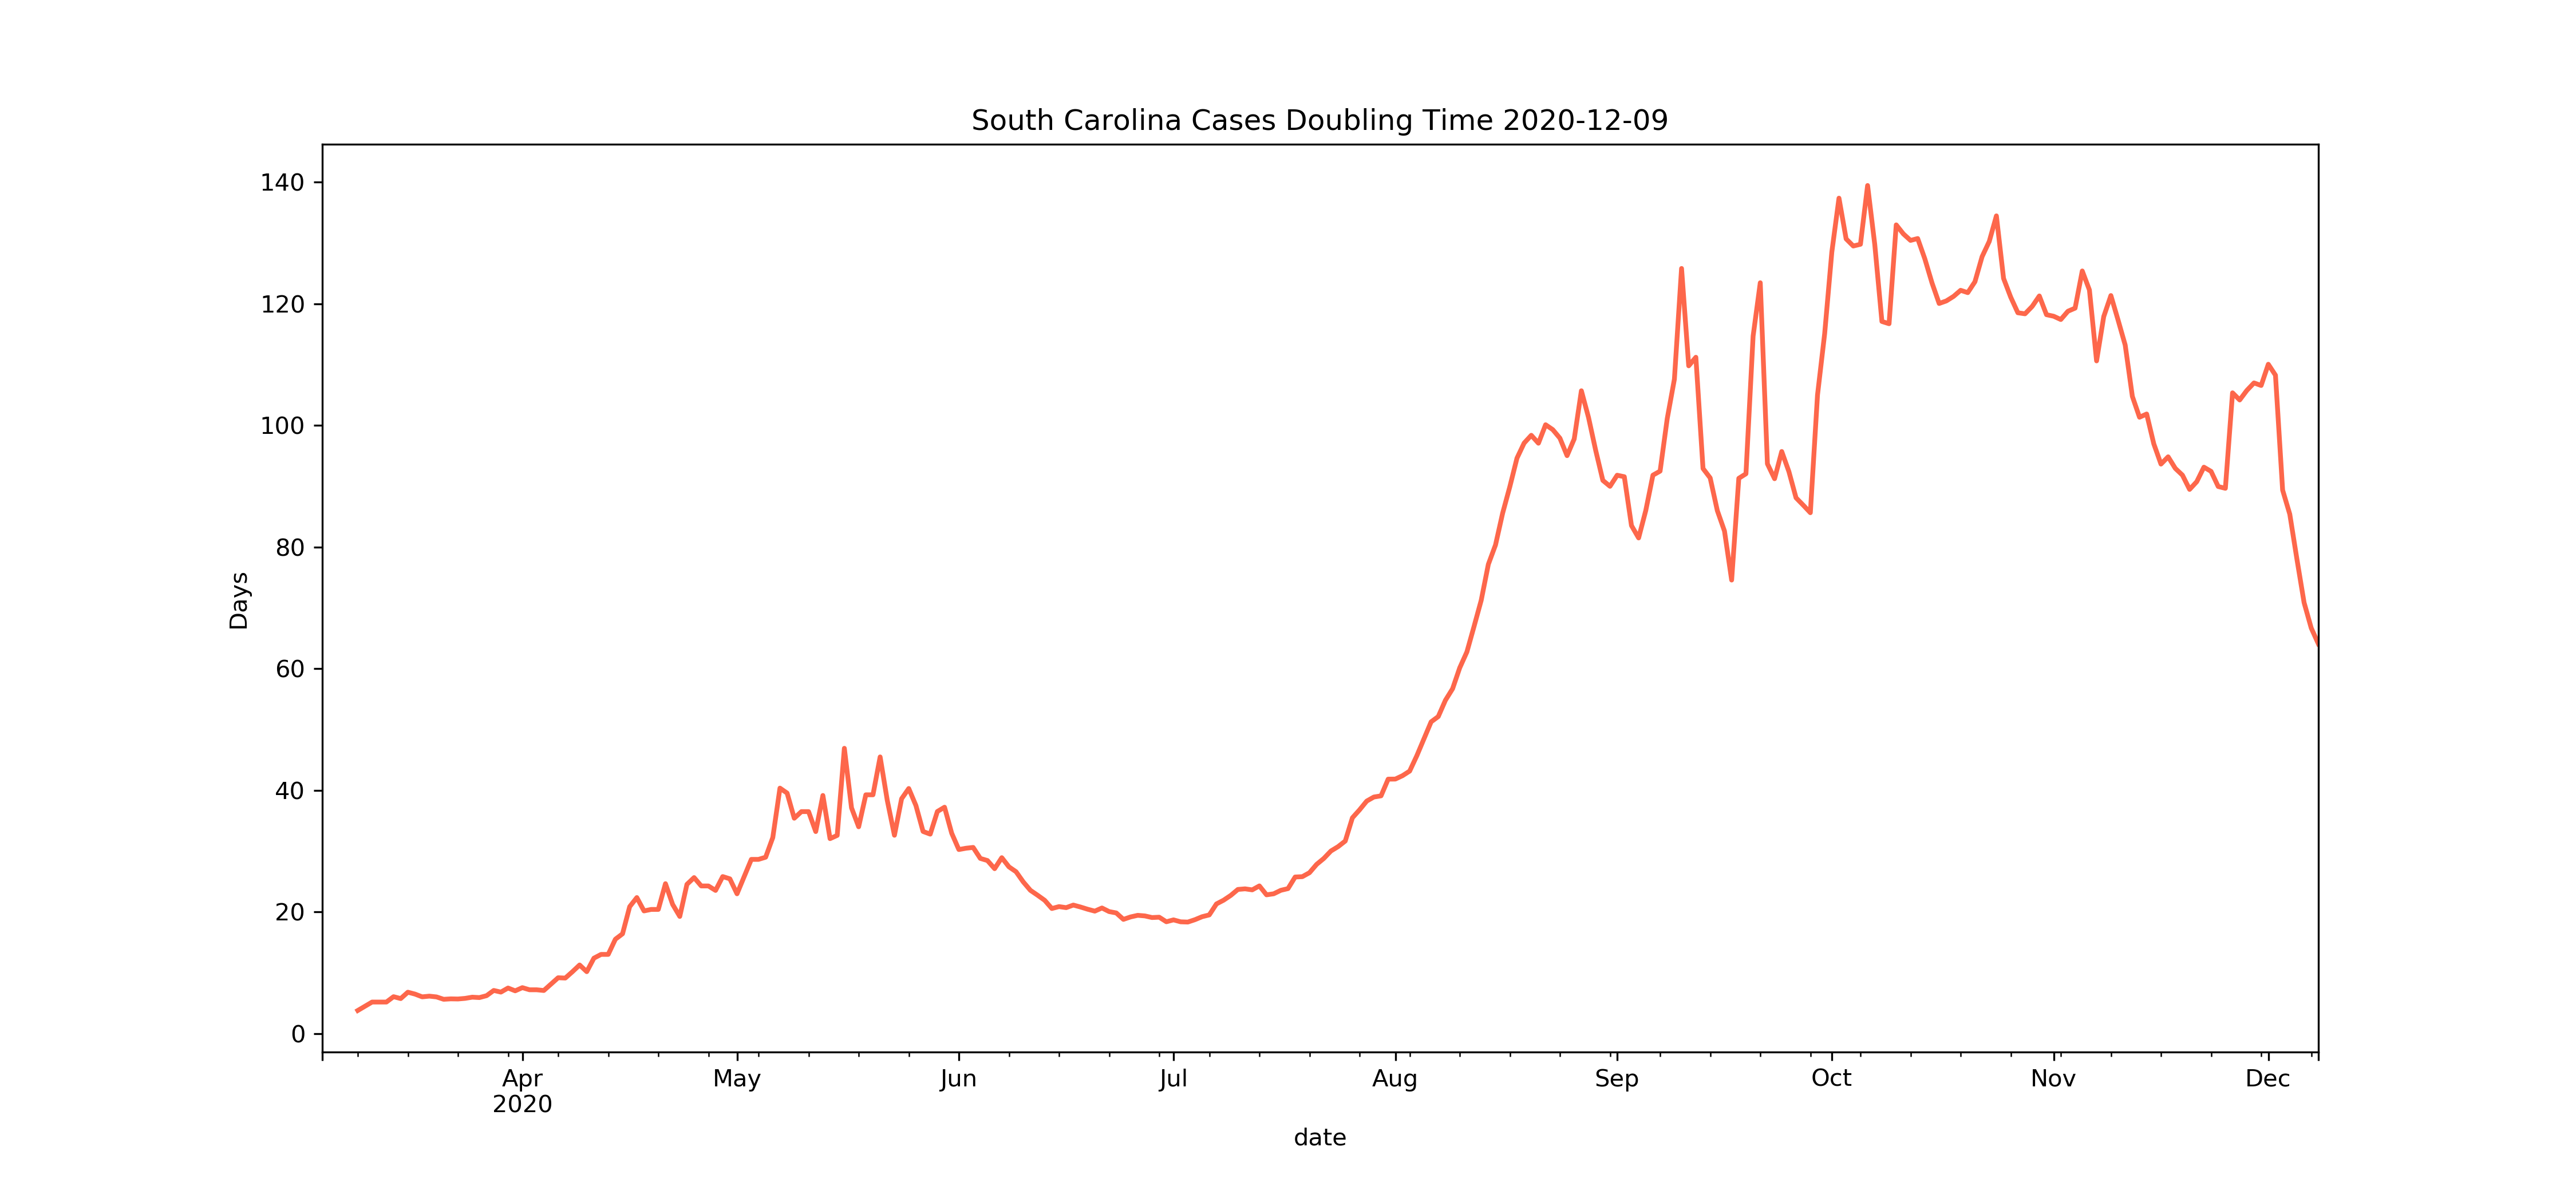 South Carolina Cases Doubling Time 2020-12-09
140
120
100
80
60
40
20
0
Days
Apr May Jun Jul Aug Sep Oct Nov Dec
2020
date